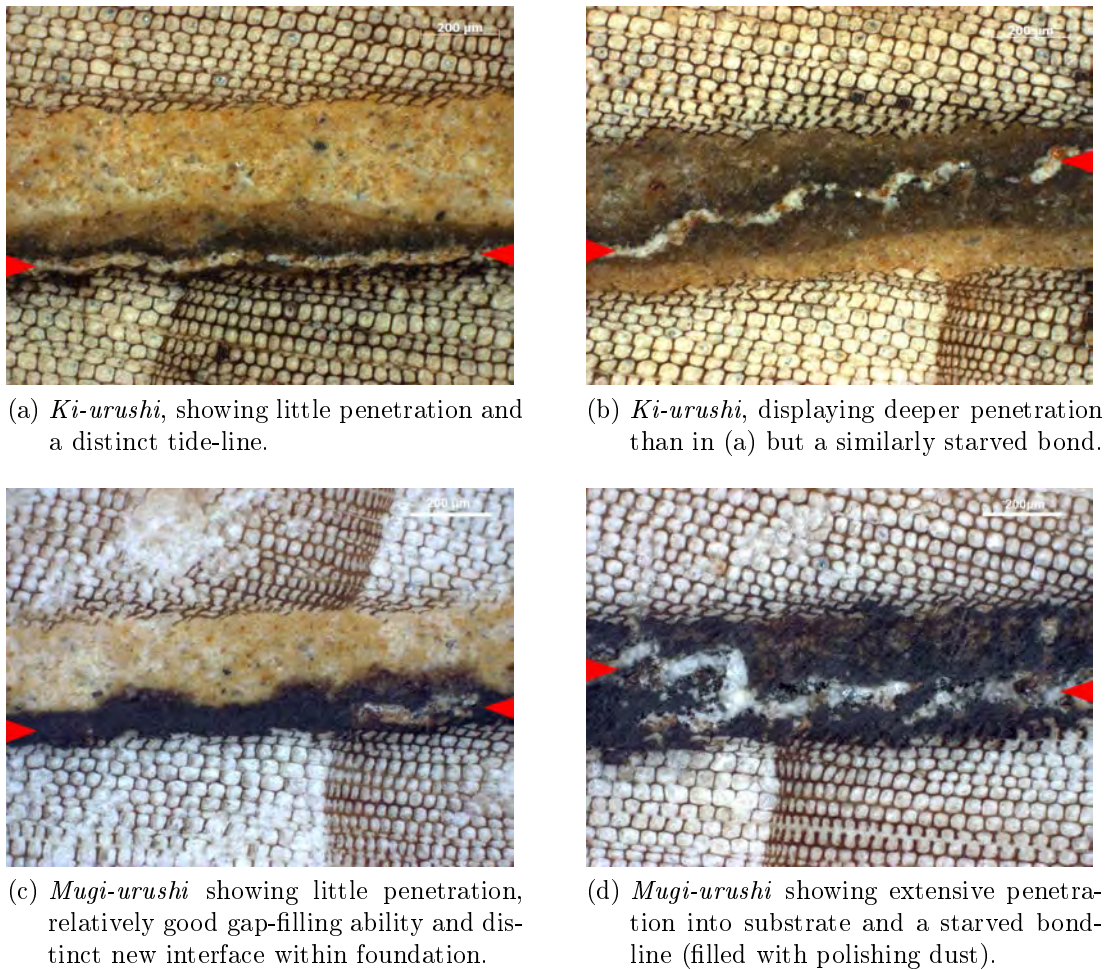 200 µm
200 µm
(a) Ki-urushi, showing little penetration and
a distinct tide-line.
(b) Ki-urushi, displaying deeper penetration
than in (a) but a similarly starved bond.
200 µm
200µm
(c) Mugi-urushi showing little penetration,
relatively good gap-filling ability and dis-
tinct new interface within foundation.
(d) Mugi-urushi showing extensive penetra-
tion into substrate and a starved bond-
line (filled with polishing dust).